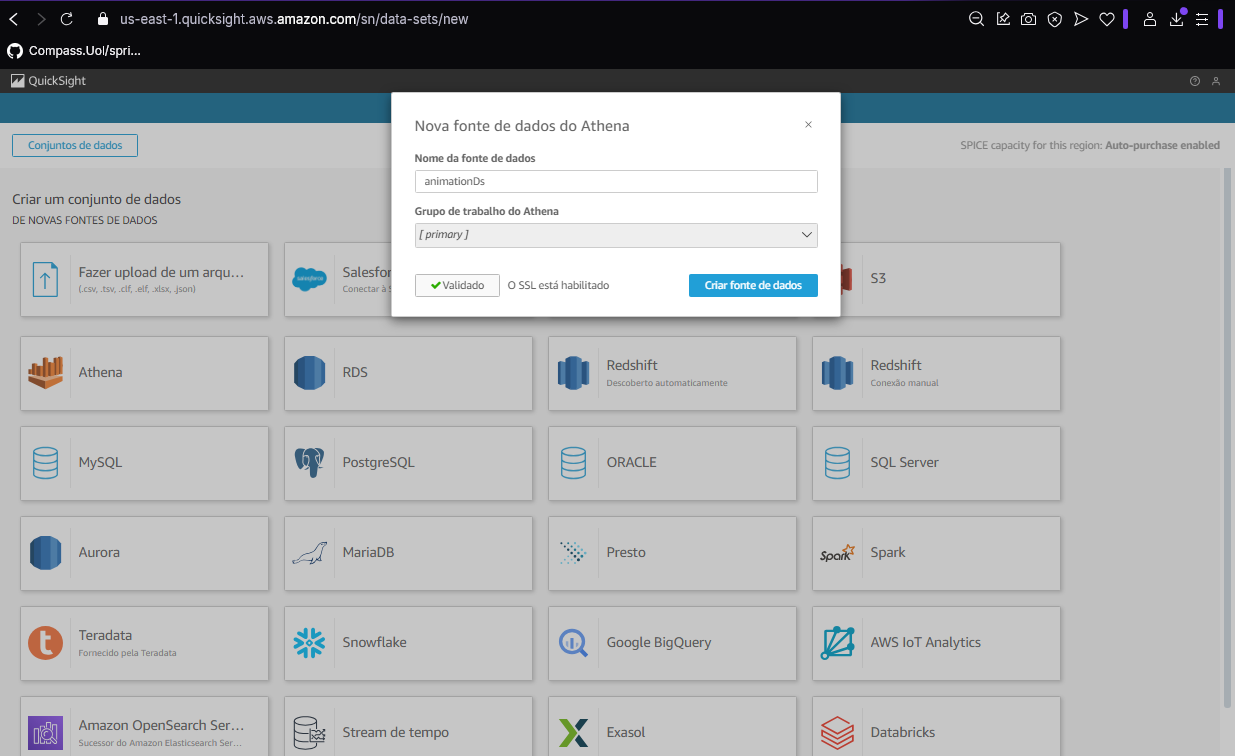 us-east-1.quicksight.aws.amazon.com/sn/data-sets/new
Compass.Uol/spri...
QuickSight
Nova fonte de dados do Athena
Nome da fonte de dados
animationDs
Grupo de trabalho do Athena
[ primary ]
Validado
O SSL está habilitado
Criar fonte de dados
Conjuntos de dados
SPICE capacity for this region: Auto-purchase enabled
Criar um conjunto de dados
DE NOVAS FONTES DE DADOS
Fazer upload de um arqu...
(.csv, .tsv, .clf, .elf, .xlsx, .json)
salesforce
Salesfor
Conectar à S
S3
Athena
RDS
Redshift
Descoberto automaticamente
Redshift
Conexão manual
MySQL
PostgreSQL
ORACLE
SQL Server
Aurora
MariaDB
Presto
Spark
Spark
Teradata
Fornecido pela Teradata
Snowflake
Google BigQuery
AWS IoT Analytics
Amazon OpenSearch Ser...
Sucessor do Amazon Elasticsearch Ser...
Stream de tempo
Exasol
Databricks